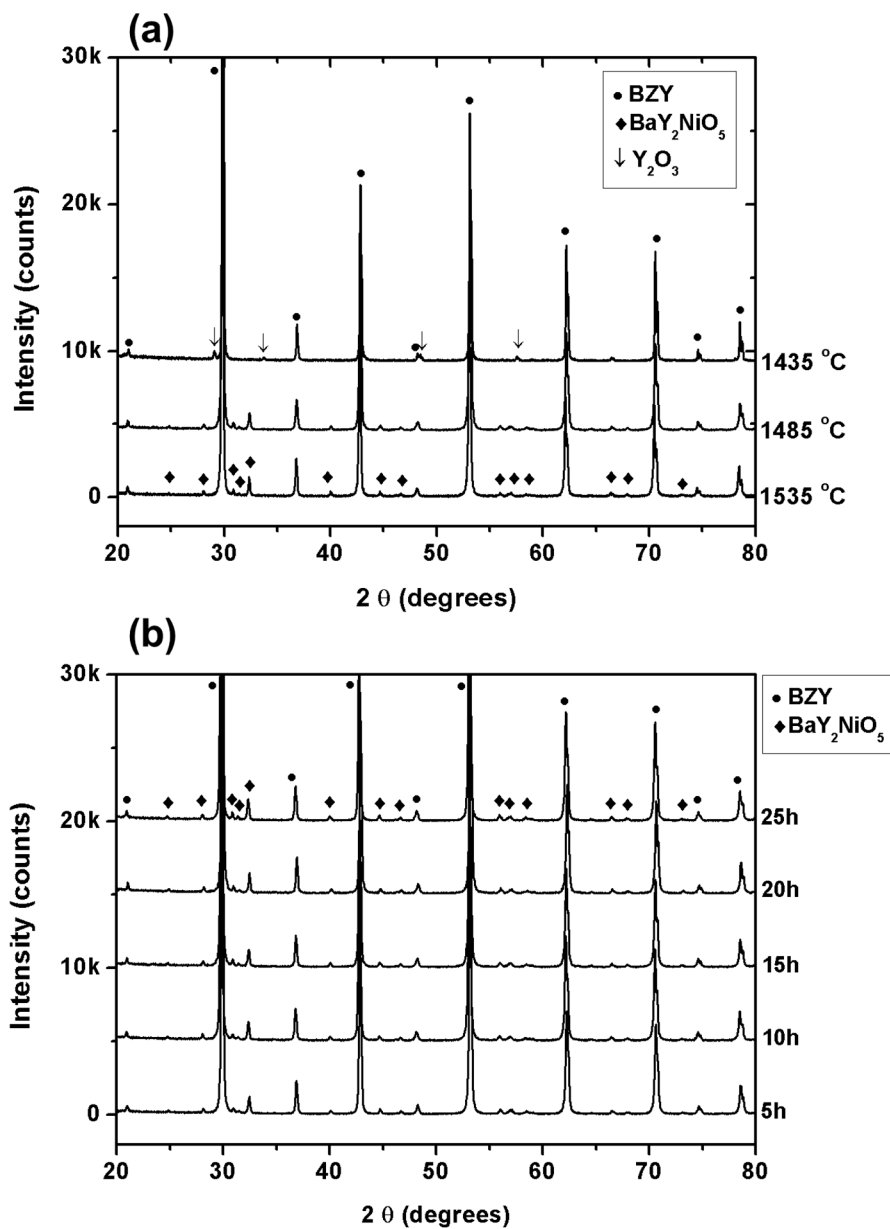 (a)
30k
20k
10k
0
Intensity (counts)
● BZY
◆ BaY₂NiO₅
↓ Y₂O₃
1435 °C
1485 °C
1535 °C
20 30 40 50 60 70 80
2 θ (degrees)
(b)
30k
20k
10k
0
Intensity (counts)
● BZY
◆ BaY₂NiO₅
25h
20h
15h
10h
5h
20 30 40 50 60 70 80
2 θ (degrees)